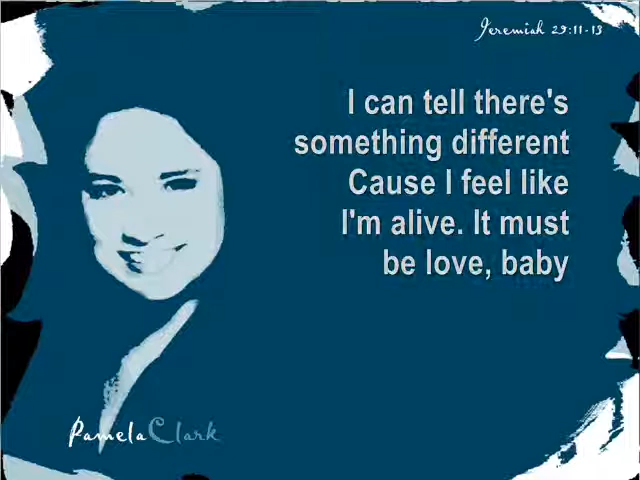 Jeremiah 29:11-13
I can tell there's
something different
Cause I feel like
I'm alive. It must
be love, baby
PamelaClark